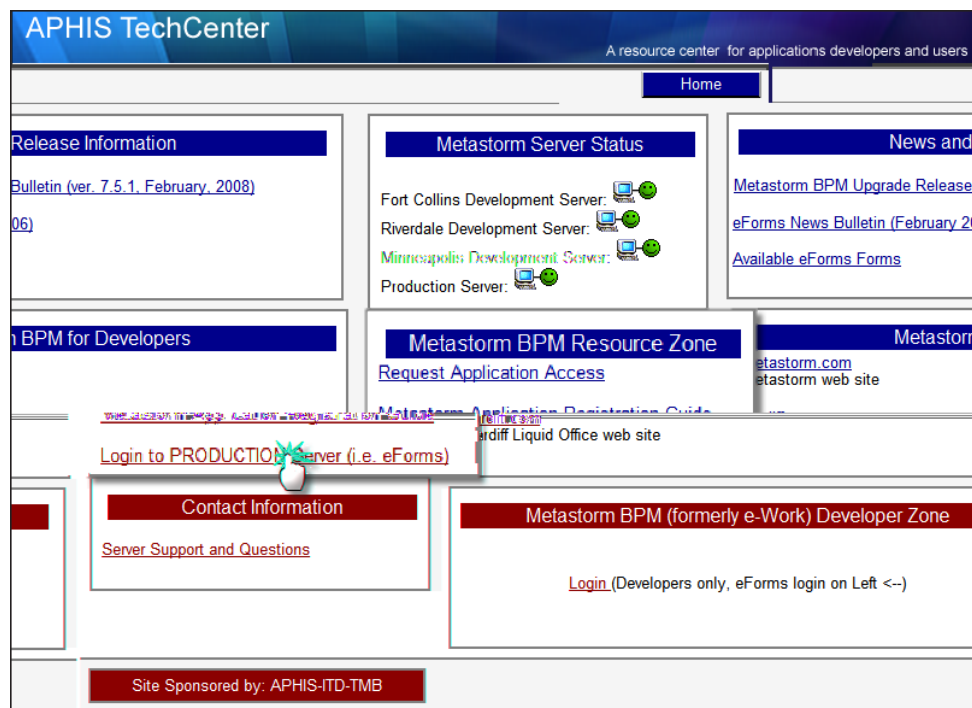 APHIS TechCenter
A resource center for applications developers and users
Home
Release Information
Bulletin (ver. 7.5.1, February, 2008)
06)
Metastorm Server Status
Fort Collins Development Server:
Riverdale Development Server:
Minneapolis Development Server:
Production Server:
News and
Metastorm BPM Upgrade Release
eForms News Bulletin (February 20
Available eForms Forms
BPM for Developers
Metastorm BPM Resource Zone
Request Application Access
Metastorm Application Registration Guide
Metastorm
etastorm.com
etastorm web site
rdiff Liquid Office web site
Login to PRODUCTION Server (i.e. eForms)
Contact Information
Server Support and Questions
Metastorm BPM (formerly e-Work) Developer Zone
Login (Developers only, eForms login on Left <--)
Site Sponsored by: APHIS-ITD-TMB